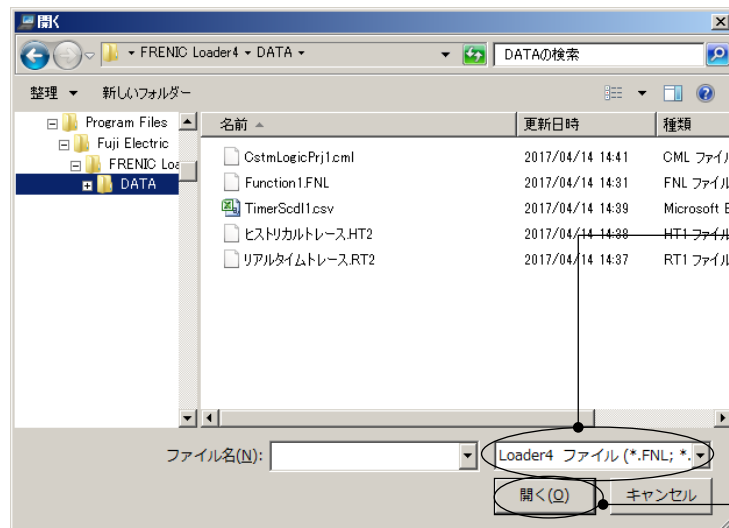 開く
FRENIC Loader4 DATA
DATAの検索
整理 新しいフォルダー
Program Files
Fuji Electric
FRENIC Loa
DATA
名前 更新日時 種類
CstmLogicPrj1.cml 2017/04/14 14:41 CML ファイル
Function1.FNL 2017/04/14 14:31 FNL ファイル
TimerScdl1.csv 2017/04/14 14:39 Microsoft E
ヒストリカルトレース.HT2 2017/04/14 14:38 HT1 ファイル
リアルタイムトレース.RT2 2017/04/14 14:37 RT1 ファイル
ファイル名(N):
Loader4 ファイル (*.FNL; *.
開く(O) キャンセル